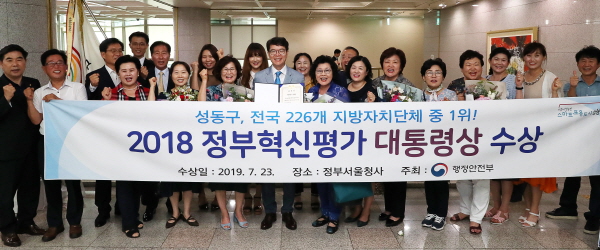 성동구, 전국 226개 지방자치단체 중 1위!
2018 정부혁신평가 대통령상 수상
수상일 : 2019. 7. 23. 장소 : 정부서울청사 주최 : 행정안전부